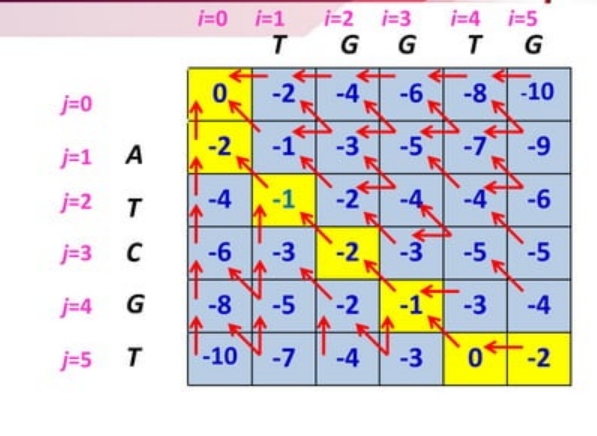 i=0 i=1 i=2 i=3 i=4 i=5
T G G T G
j=0 0 -2 -4 -6 -8 -10
j=1 A -2 -1 -3 -5 -7 -9
j=2 T -4 -1 -2 -4 -4 -6
j=3 C -6 -3 -2 -3 -5 -5
j=4 G -8 -5 -2 -1 -3 -4
j=5 T -10 -7 -4 -3 0 -2